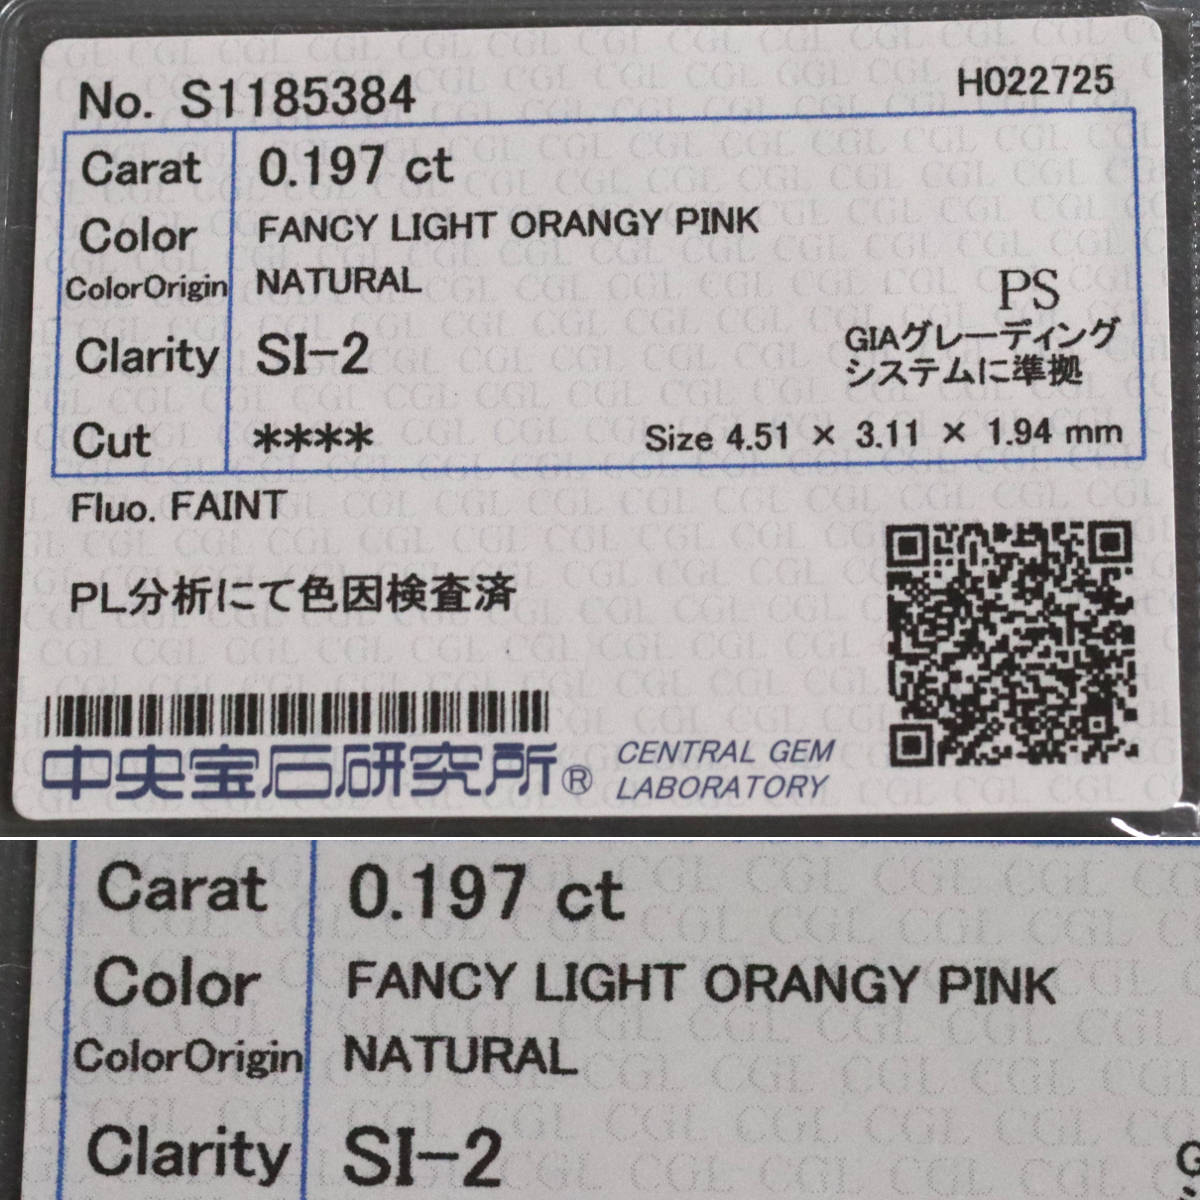 No. S1185384
H022725
Carat 0.197 ct
Color FANCY LIGHT ORANGY PINK
ColorOrigin NATURAL
PS
Clarity SI-2
GIAグレーディング
システムに準拠
Cut **** Size 4.51 × 3.11 × 1.94 mm
Fluo. FAINT
PL分析にて色因検査済
中央宝石研究所®
CENTRAL GEM
LABORATORY
Carat 0.197 ct
Color FANCY LIGHT ORANGY PINK
ColorOrigin NATURAL
Clarity SI-2